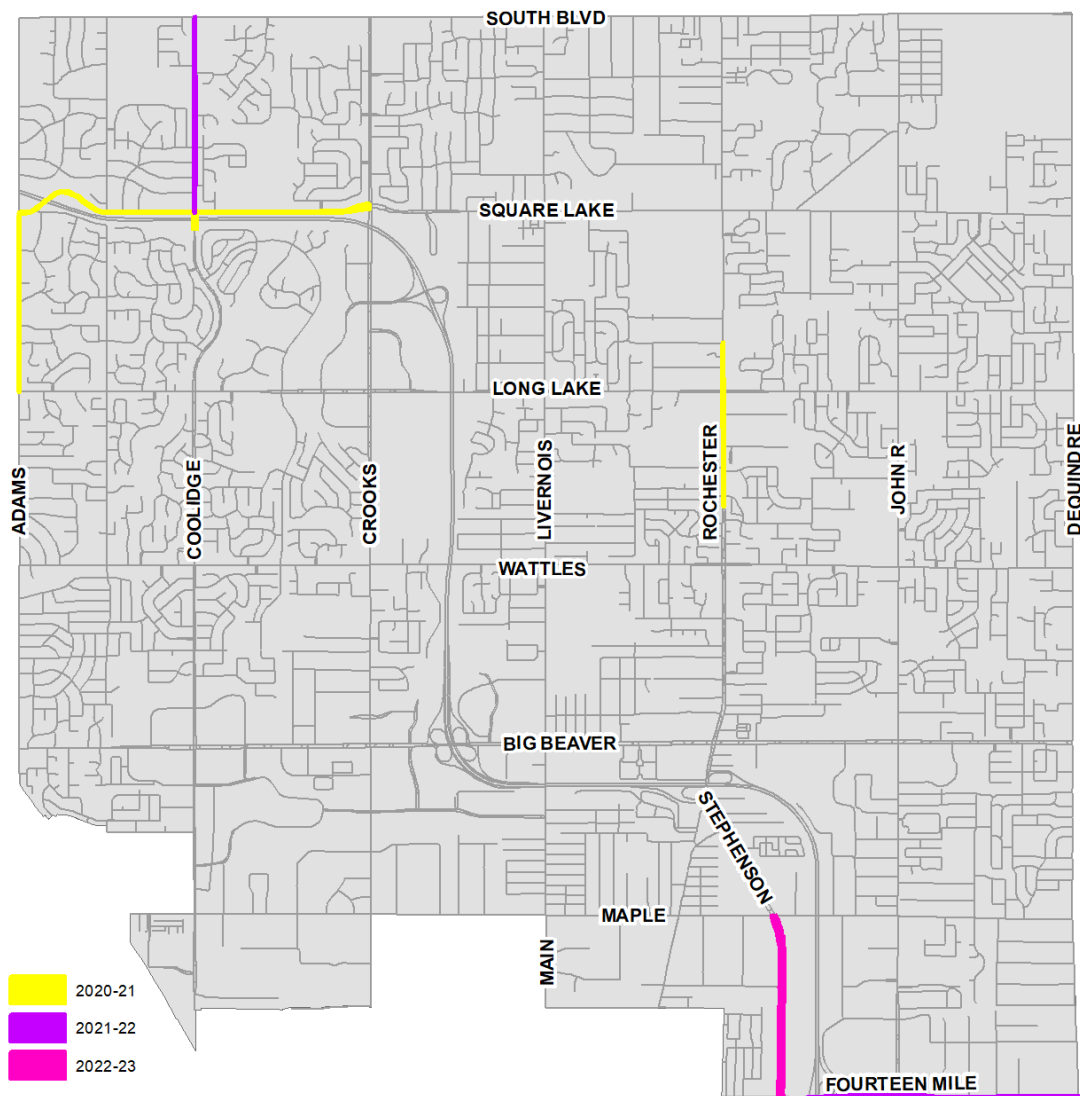 SOUTH BLVD
SQUARE LAKE
LONG LAKE
ADAMS
COOLIDGE
CROOKS
LIVERNOIS
ROCHESTER
JOHN R
DEQUINDRE
WATTLES
BIG BEAVER
STEPHENSON
MAPLE
MAIN
2020-21
2021-22
2022-23
FOURTEEN MILE